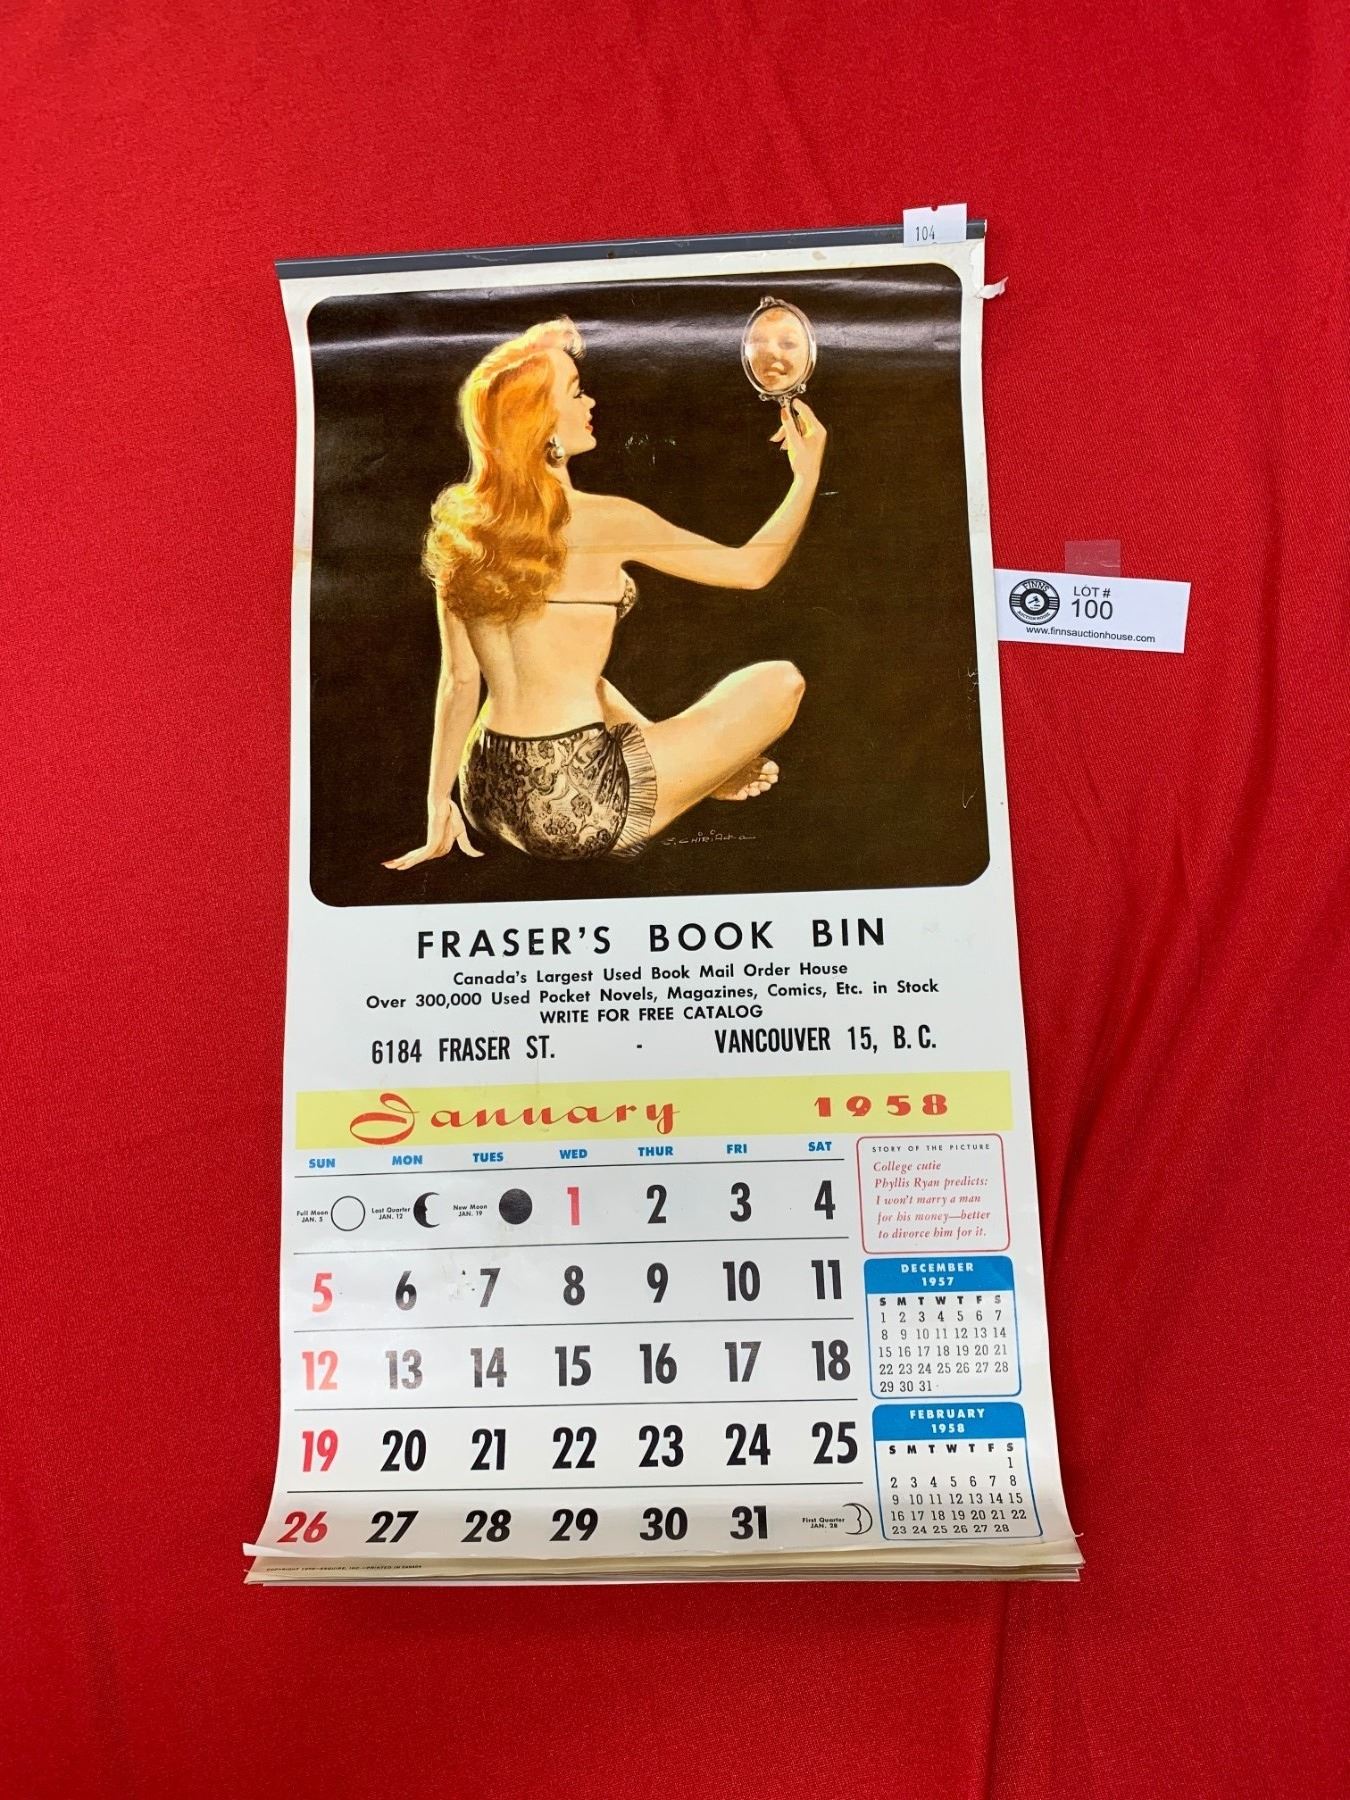 104
E. CHIRIACKA
FINNS
AUCTION HOUSE
LOT #
100
www.finnsauctionhouse.com
FRASER'S BOOK BIN
Canada's Largest Used Book Mail Order House
Over 300,000 Used Pocket Novels, Magazines, Comics, Etc. in Stock
WRITE FOR FREE CATALOG
6184 FRASER ST. - VANCOUVER 15, B.C.
January 1958
SUN MON TUES WED THUR FRI SAT
Full Moon JAN. 5 Last Quarter JAN. 12 New Moon JAN. 19 1 2 3 4
5 6 7 8 9 10 11
12 13 14 15 16 17 18
19 20 21 22 23 24 25
26 27 28 29 30 31 First Quarter JAN. 28
STORY OF THE PICTURE
College cutie
Phyllis Ryan predicts:
I won't marry a man
for his money—better
to divorce him for it.
DECEMBER
1957
S M T W T F S
1 2 3 4 5 6 7
8 9 10 11 12 13 14
15 16 17 18 19 20 21
22 23 24 25 26 27 28
29 30 31
FEBRUARY
1958
S M T W T F S
1
2 3 4 5 6 7 8
9 10 11 12 13 14 15
16 17 18 19 20 21 22
23 24 25 26 27 28
ESQUIRE, INC.—PRINTED IN CANADA